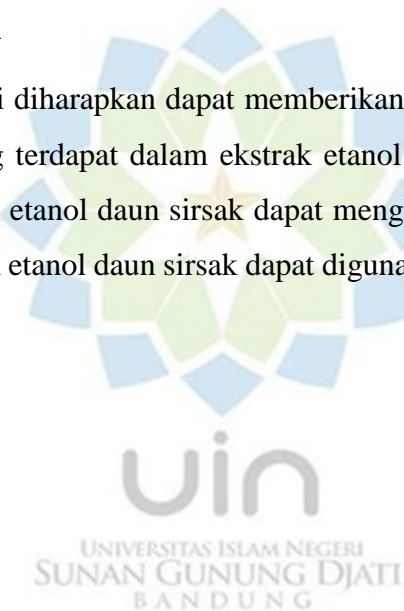 i diharapkan dapat memberikan
g terdapat dalam ekstrak etanol
etanol daun sirsak dapat meng
etanol daun sirsak dapat diguna
uin
UNIVERSITAS ISLAM NEGERI
SUNAN GUNUNG DJATI
BANDUNG